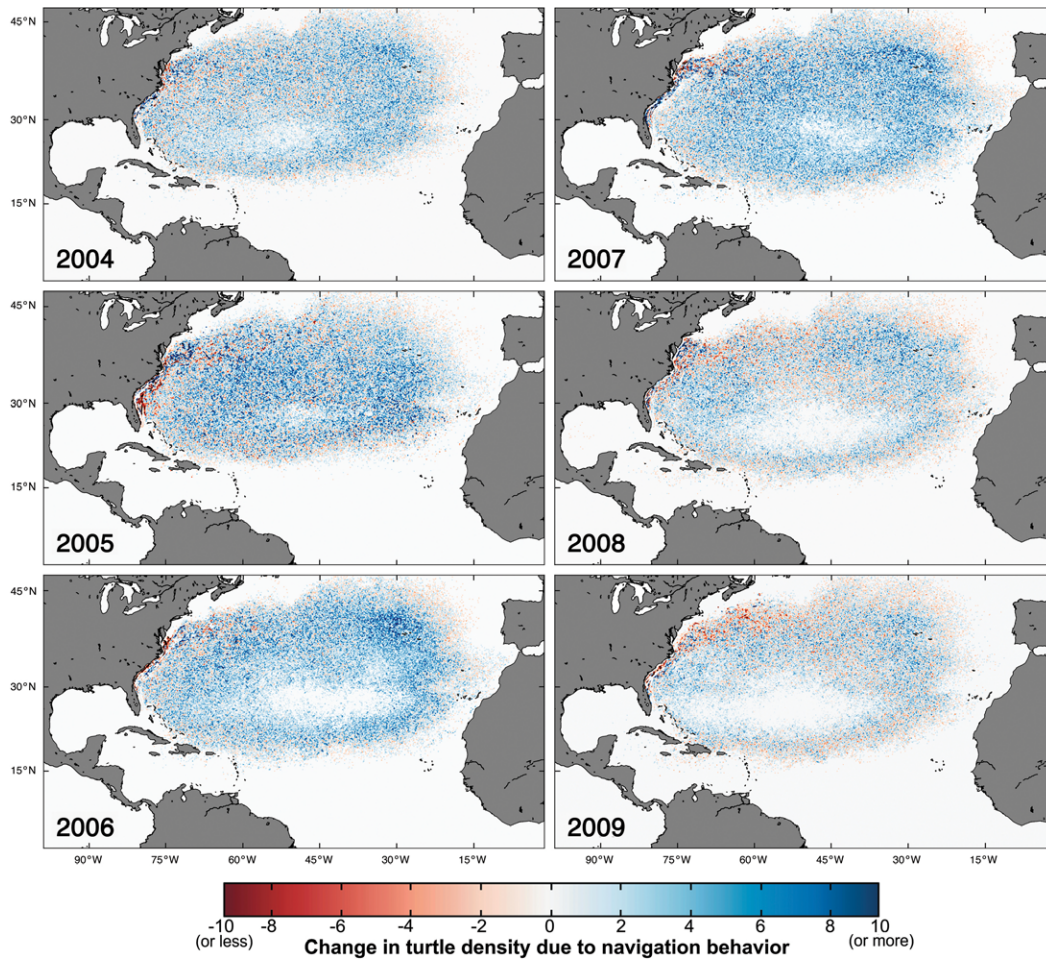 45°N
30°N
15°N
2004
2007
45°N
30°N
15°N
2005
2008
45°N
30°N
15°N
2006
2009
90°W 75°W 60°W 45°W 30°W 15°W 90°W 75°W 60°W 45°W 30°W 15°W
-10 -8 -6 -4 -2 0 2 4 6 8 10
(or less) (or more)
Change in turtle density due to navigation behavior